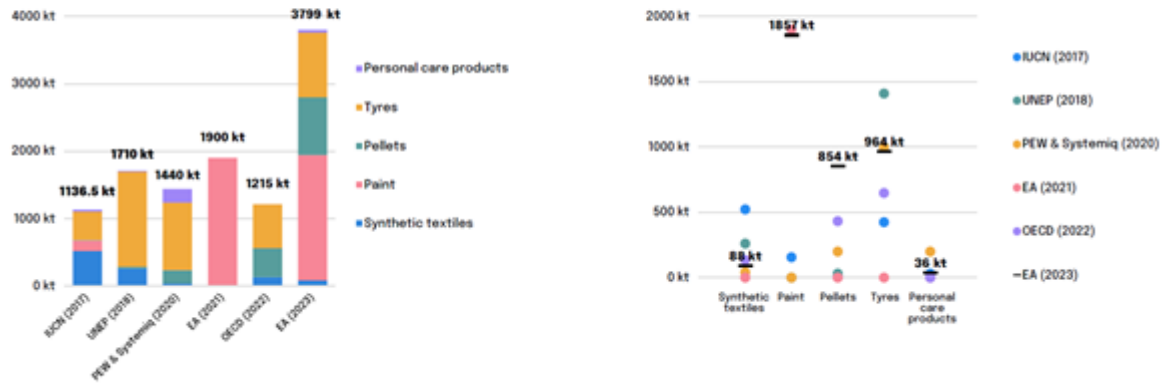 4000 kt
3000 kt
2000 kt
1000 kt
0 kt
1136.5 kt
1710 kt
1440 kt
1900 kt
1215 kt
3799 kt
IUCN (2017)
UNEP (2018)
PEW & Systemiq (2020)
EA (2021)
OECD (2022)
EA (2023)
Personal care products
Tyres
Pellets
Paint
Synthetic textiles
2000 kt
1500 kt
1000 kt
500 kt
0 kt
88 kt
1857 kt
854 kt
964 kt
36 kt
Synthetic
textiles
Paint
Pellets
Tyres
Personal
care
products
IUCN (2017)
UNEP (2018)
PEW & Systemiq (2020)
EA (2021)
OECD (2022)
EA (2023)